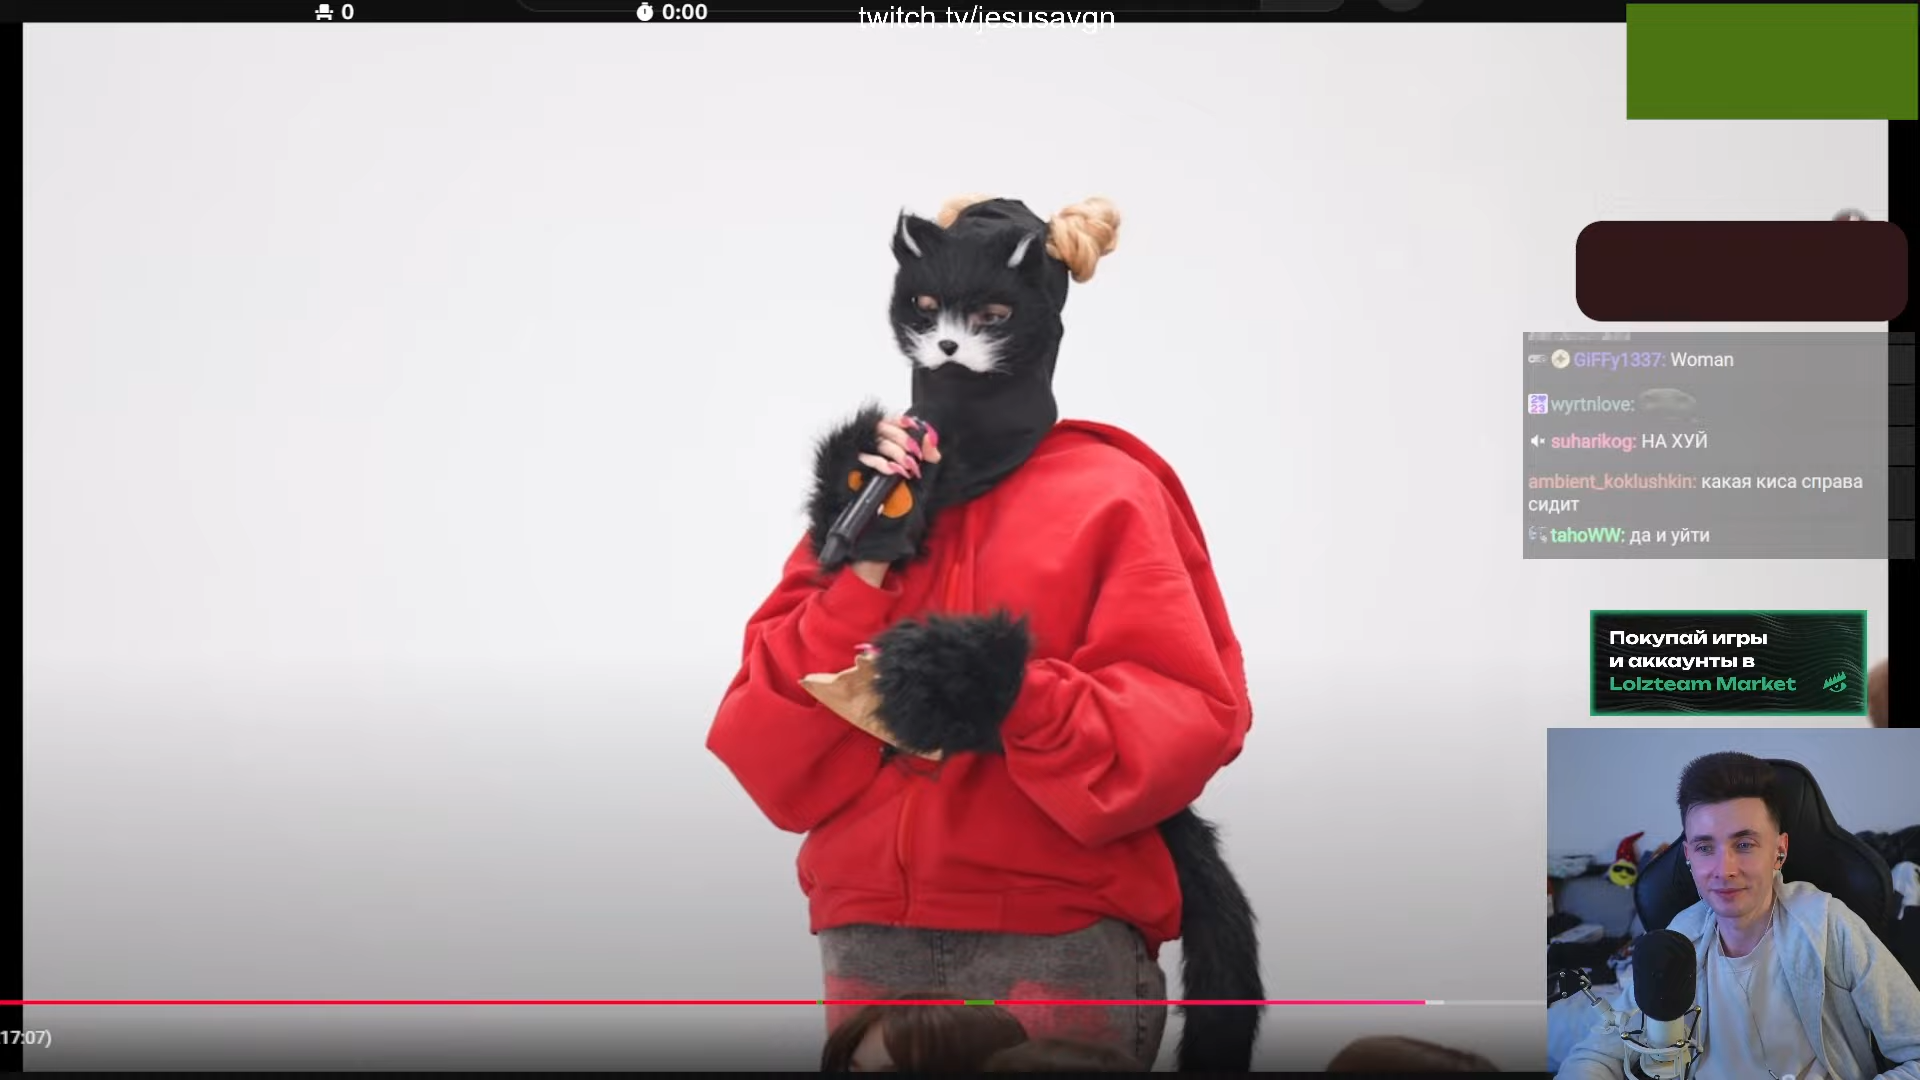 0
0:00
twitch.tv/jesusavgn
GiFFy1337: Woman
wyrtnlove:
suharikog: НА ХУЙ
ambient_koklushkin: какая киса справа
сидит
tahoWW: да и уйти
Покупай игры
и аккаунты в
Lolzteam Market
17:07)